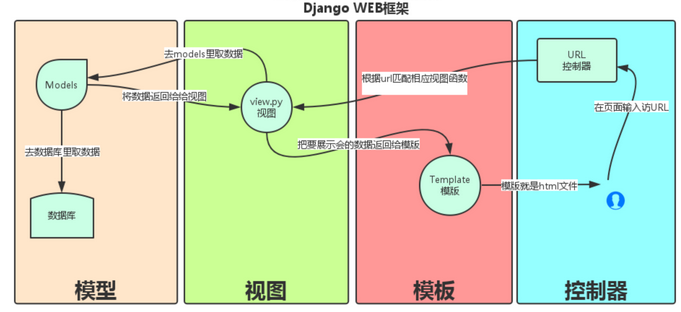 Django WEB框架
去models里取数据
Models
将数据返回给给视图
view.py
视图
根据url匹配相应视图函数
URL
控制器
在页面输入访URL
去数据库里取数据
把要展示会的数据返回给模版
Template
模版
模版就是html文件
数据库
模型
视图
模板
控制器